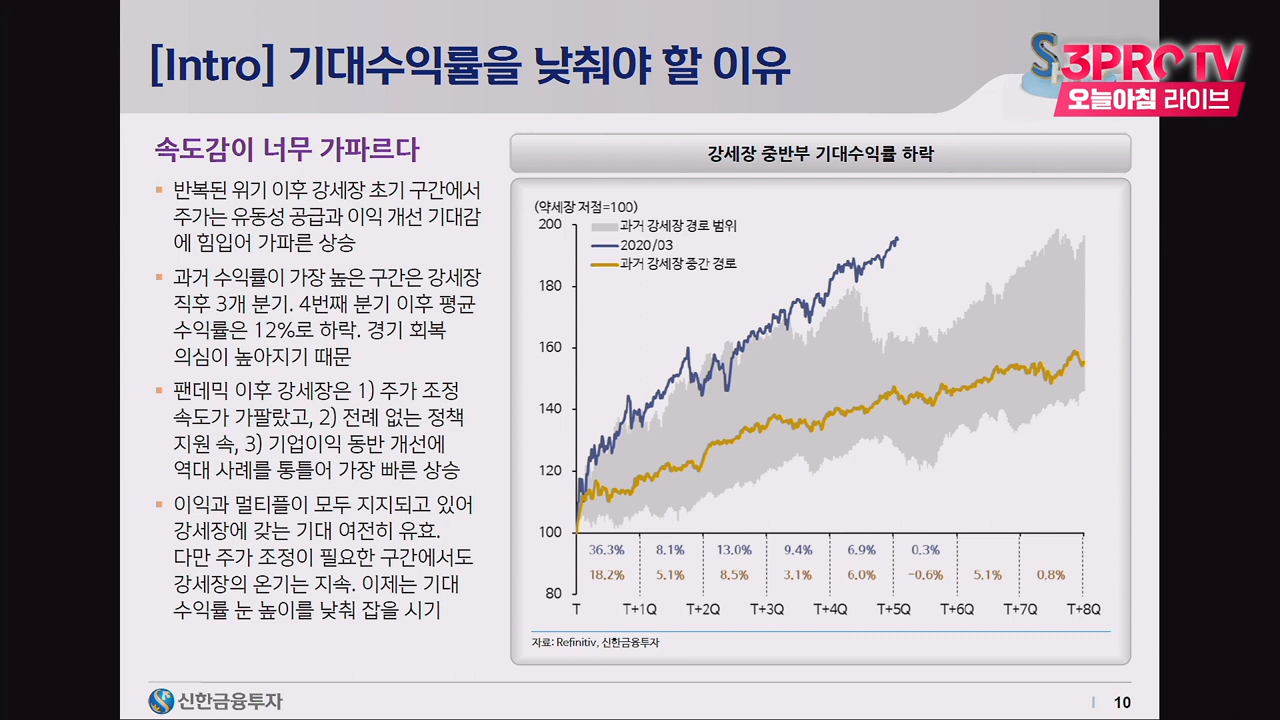 [Intro] 기대수익률을 낮춰야 할 이유
3PROTV
오늘아침 라이브
속도감이 너무 가파르다
반복된 위기 이후 강세장 초기 구간에서
주가는 유동성 공급과 이익 개선 기대감
에 힘입어 가파른 상승
과거 수익률이 가장 높은 구간은 강세장
직후 3개 분기. 4번째 분기 이후 평균
수익률은 12%로 하락. 경기 회복
의심이 높아지기 때문
팬데믹 이후 강세장은 1) 주가 조정
속도가 가팔랐고, 2) 전례 없는 정책
지원 속, 3) 기업이익 동반 개선에
역대 사례를 통틀어 가장 빠른 상승
이익과 멀티플이 모두 지지되고 있어
강세장에 갖는 기대 여전히 유효.
다만 주가 조정이 필요한 구간에서도
강세장의 온기는 지속. 이제는 기대
수익률 눈 높이를 낮춰 잡을 시기
강세장 중반부 기대수익률 하락
(약세장 저점=100)
200
180
160
140
120
100
80
과거 강세장 경로 범위
2020/03
과거 강세장 중간 경로
36.3% 8.1% 13.0% 9.4% 6.9% 0.3%
18.2% 5.1% 8.5% 3.1% 6.0% -0.6% 5.1% 0.8%
T T+1Q T+2Q T+3Q T+4Q T+5Q T+6Q T+7Q T+8Q
자료: Refinitiv, 신한금융투자
신한금융투자
10